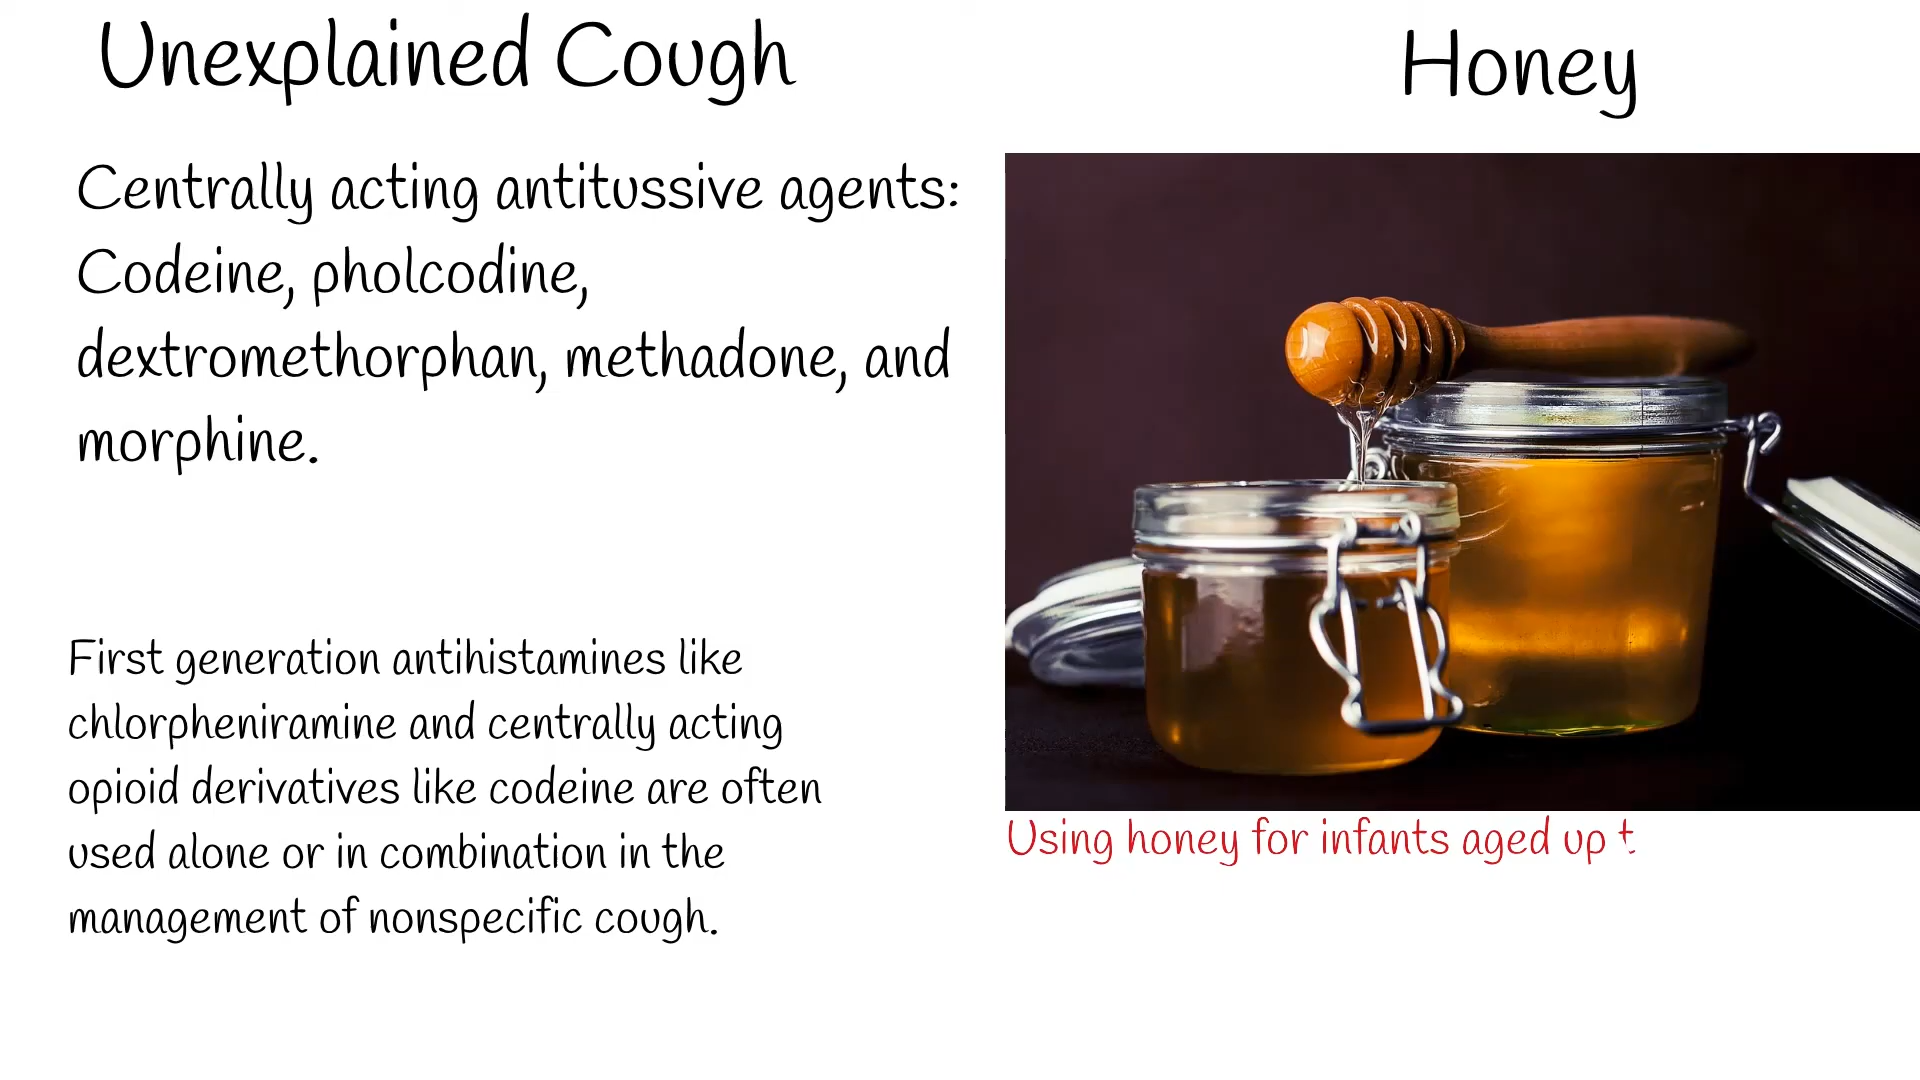 Unexplained Cough
Centrally acting antitussive agents:
Codeine, pholcodine,
dextromethorphan, methadone, and
morphine.
First generation antihistamines like
chlorpheniramine and centrally acting
opioid derivatives like codeine are often
used alone or in combination in the
management of nonspecific cough.
Honey
Using honey for infants aged up t